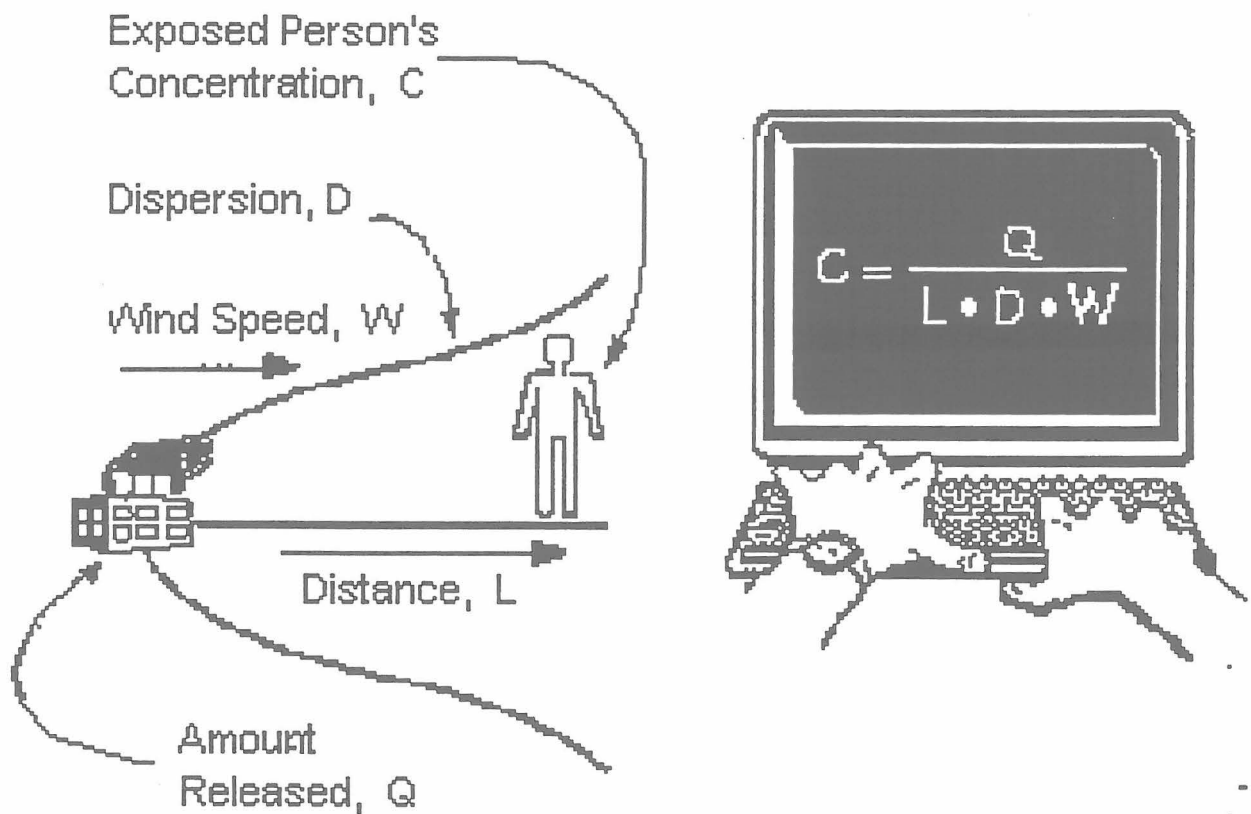 Exposed Person's
Concentration, C
Dispersion, D
Wind Speed, W
Distance, L
Amount
Released, Q
C = Q / L • D • W